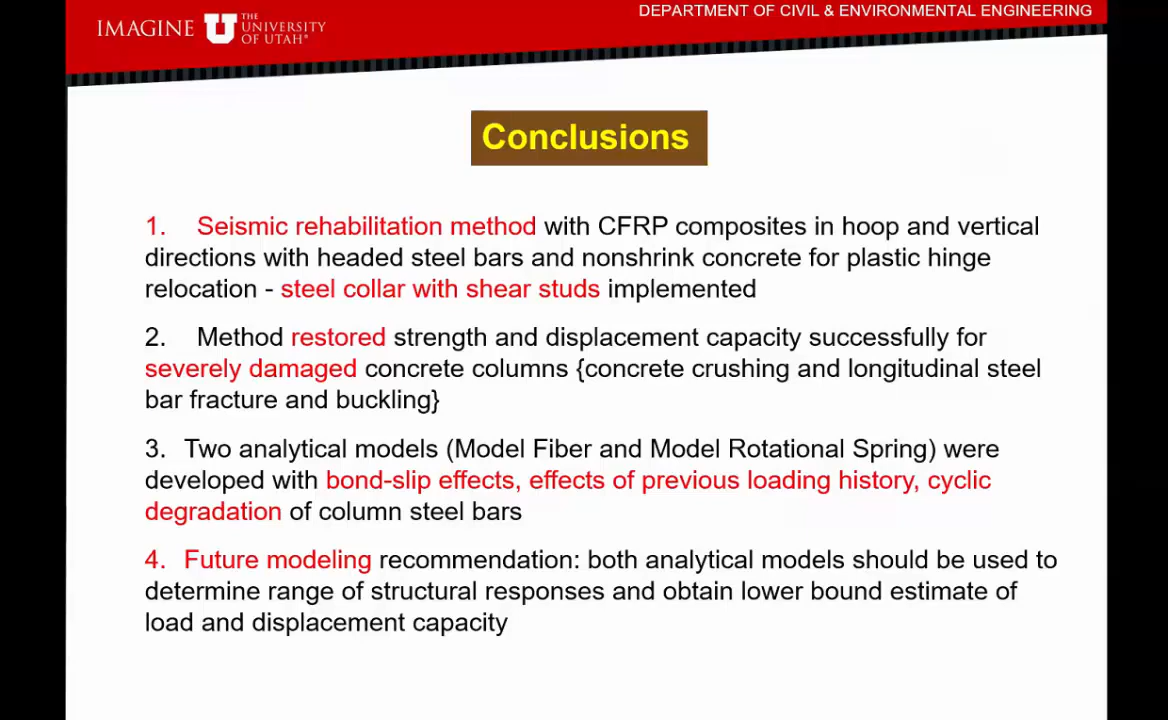 DEPARTMENT OF CIVIL & ENVIRONMENTAL ENGINEERING
IMAGINE U THE UNIVERSITY OF UTAH®
Conclusions
1. Seismic rehabilitation method with CFRP composites in hoop and vertical
directions with headed steel bars and nonshrink concrete for plastic hinge
relocation - steel collar with shear studs implemented
2. Method restored strength and displacement capacity successfully for
severely damaged concrete columns {concrete crushing and longitudinal steel
bar fracture and buckling}
3. Two analytical models (Model Fiber and Model Rotational Spring) were
developed with bond-slip effects, effects of previous loading history, cyclic
degradation of column steel bars
4. Future modeling recommendation: both analytical models should be used to
determine range of structural responses and obtain lower bound estimate of
load and displacement capacity